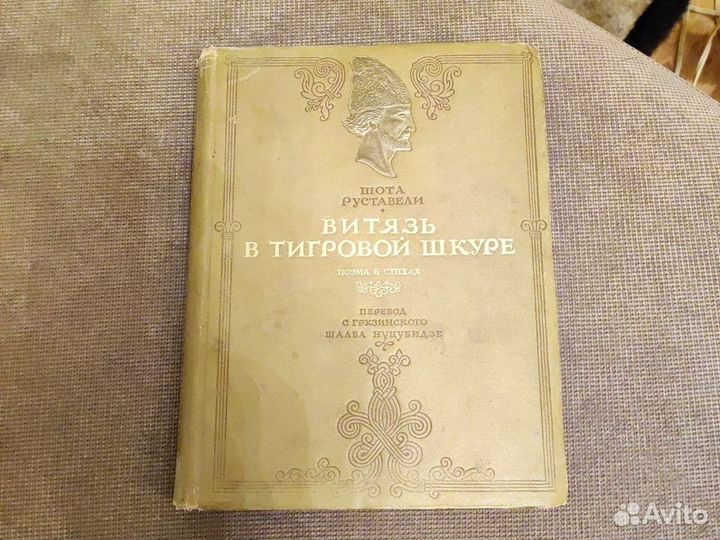 ШОТА
РУСТАВЕЛИ
ВИТЯЗЬ
В ТИГРОВОЙ ШКУРЕ
ПОЭМА В СТИХАХ
ПЕРЕВОД
С ГРУЗИНСКОГО
ШАЛВА НУЦУБИДЗЕ
Avito